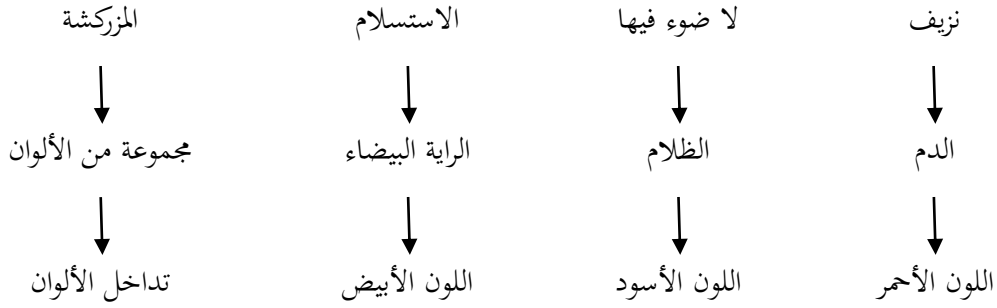 نزيف لا ضوء فيها الاستسلام المزركشة
الدم الظلام الراية البيضاء مجموعة من الألوان
اللون الأحمر اللون الأسود اللون الأبيض تداخل الألوان